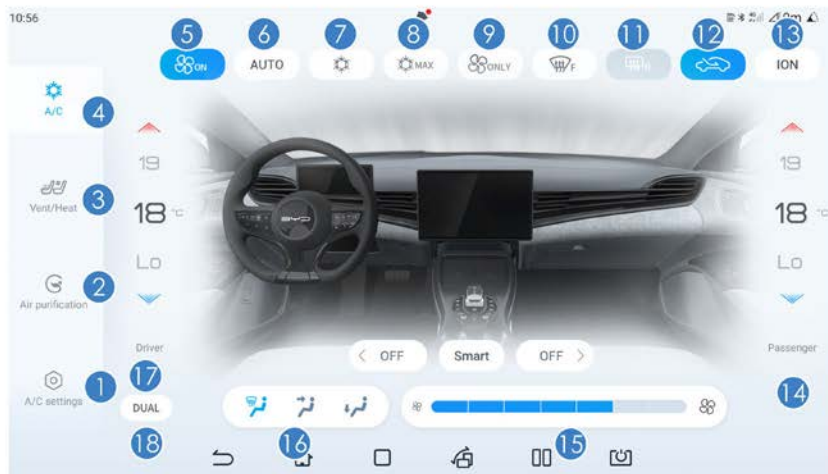 10:56
5 6 7 8 9 10 11 12 13
ON AUTO MAX ONLY F ION
A/C 4
19 19
Vent/Heat 3
18 °C 18 °C
BYD
Lo Lo
Air purification 2
Driver Passenger
< OFF Smart OFF >
A/C settings 1 17 14
DUAL
18 16 15